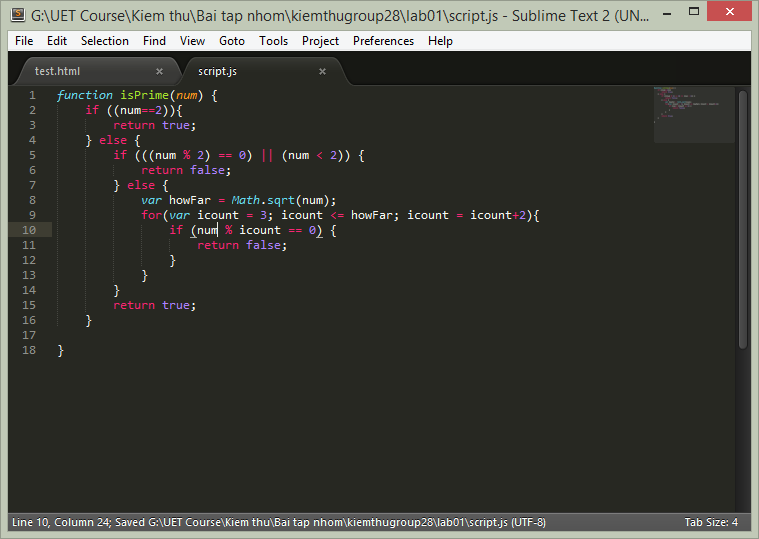 G:\UET Course\Kiem thu\Bai tap nhom\kiemthugroup28\lab01\script.js - Sublime Text 2 (UN...
File Edit Selection Find View Goto Tools Project Preferences Help
test.html × script.js ×
1 function isPrime(num) {
2     if ((num==2)){
3         return true;
4     } else {
5         if (((num % 2) == 0) || (num < 2)) {
6             return false;
7         } else {
8             var howFar = Math.sqrt(num);
9             for(var icount = 3; icount <= howFar; icount = icount+2){
10                 if (num % icount == 0) {
11                     return false;
12                 }
13             }
14         }
15         return true;
16     }
17
18 }
Line 10, Column 24; Saved G:\UET Course\Kiem thu\Bai tap nhom\kiemthugroup28\lab01\script.js (UTF-8) Tab Size: 4